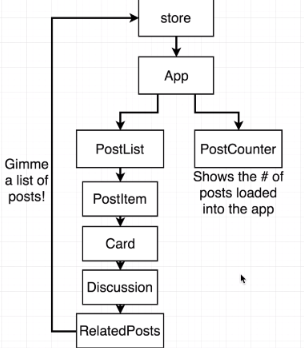 store
App
PostList
PostCounter
Gimme
a list of
posts!
Shows the # of
posts loaded
into the app
PostItem
Card
Discussion
RelatedPosts